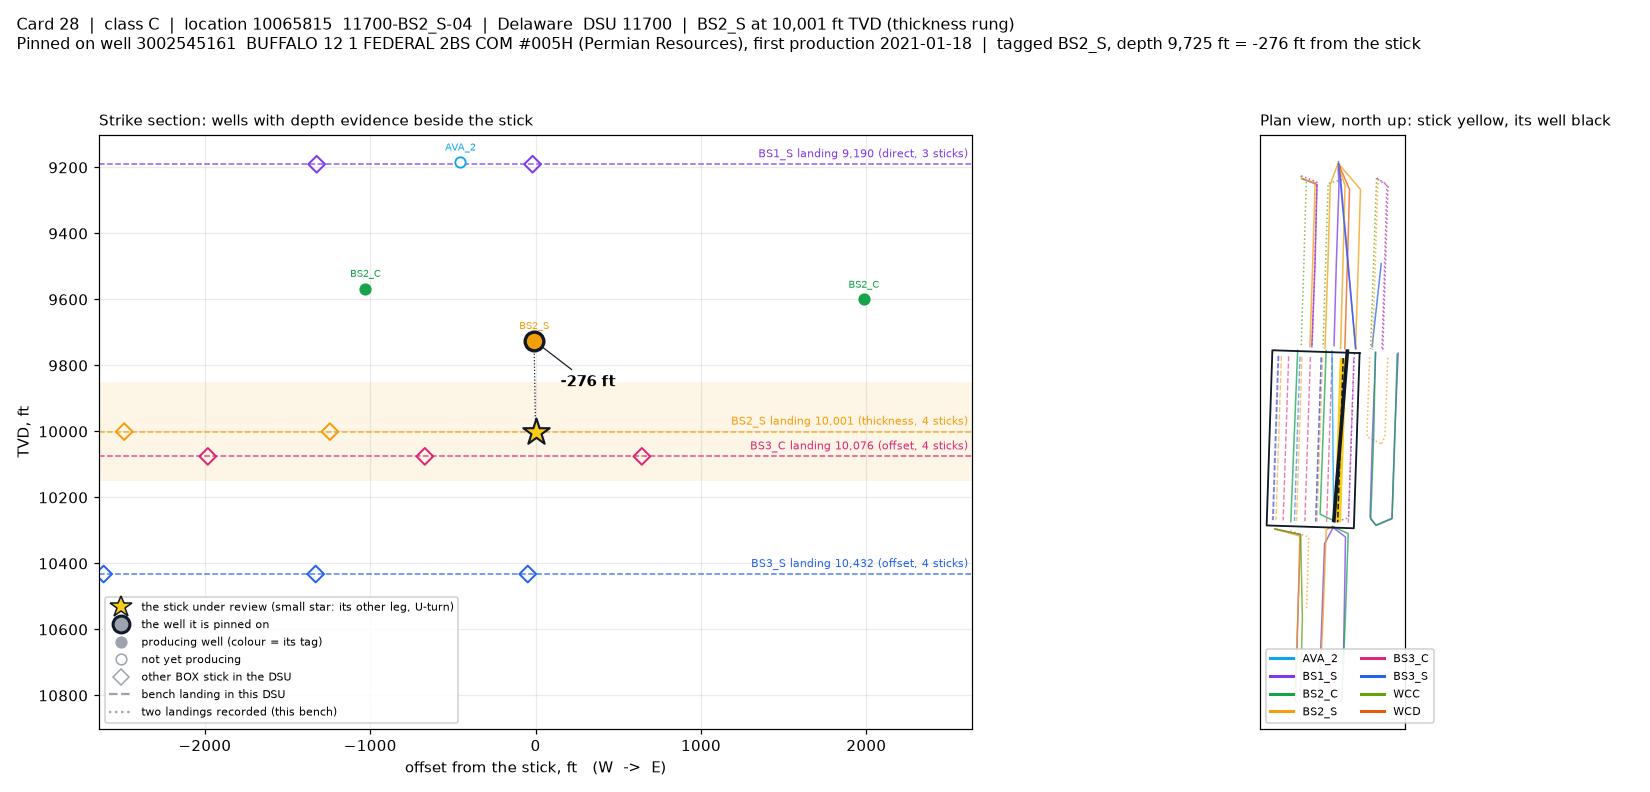 Card 28  |  class C  |  location 10065815  11700-BS2_S-04  |  Delaware  DSU 11700  |  BS2_S at 10,001 ft TVD (thickness rung)
Pinned on well 3002545161  BUFFALO 12 1 FEDERAL 2BS COM #005H (Permian Resources), first production 2021-01-18  |  tagged BS2_S, depth 9,725 ft = -276 ft from the stick
Strike section: wells with depth evidence beside the stick
Plan view, north up: stick yellow, its well black
AVA_2
BS1_S landing 9,190 (direct, 3 sticks)
9200
9400
BS2_C
BS2_C
9600
BS2_S
9800
-276 ft
BS2_S landing 10,001 (thickness, 4 sticks)
10000
BS3_C landing 10,076 (offset, 4 sticks)
TVD, ft
10200
10400
BS3_S landing 10,432 (offset, 4 sticks)
10600
10800
the stick under review (small star: its other leg, U-turn)
the well it is pinned on
producing well (colour = its tag)
not yet producing
other BOX stick in the DSU
bench landing in this DSU
two landings recorded (this bench)
−2000
−1000
0
1000
2000
offset from the stick, ft   (W  ->  E)
AVA_2
BS1_S
BS2_C
BS2_S
BS3_C
BS3_S
WCC
WCD